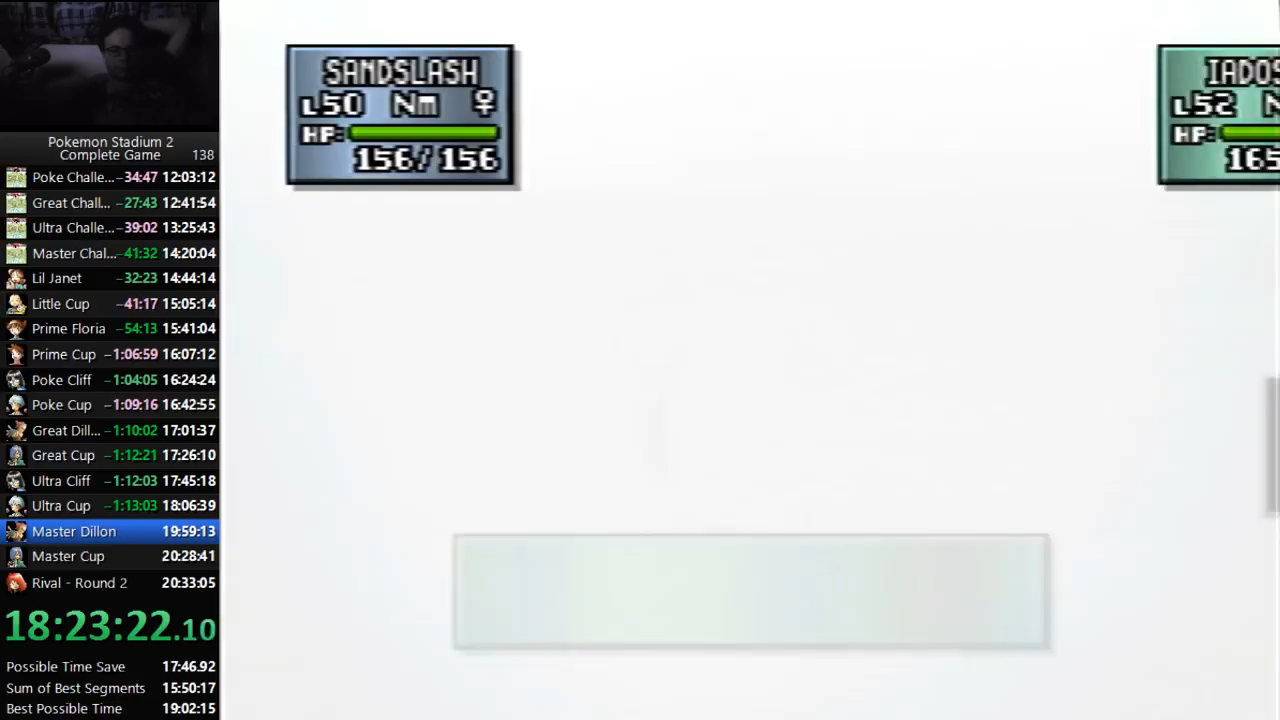 Pokemon Stadium 2
Complete Game 138
Poke Challe... -34:47 12:03:12
Great Chall... -27:43 12:41:54
Ultra Challe... -39:02 13:25:43
Master Chal... -41:32 14:20:04
Lil Janet -32:23 14:44:14
Little Cup -41:17 15:05:14
Prime Floria -54:13 15:41:04
Prime Cup -1:06:59 16:07:12
Poke Cliff -1:04:05 16:24:24
Poke Cup -1:09:16 16:42:55
Great Dill... -1:10:02 17:01:37
Great Cup -1:12:21 17:26:10
Ultra Cliff -1:12:03 17:45:18
Ultra Cup -1:13:03 18:06:39
Master Dillon 19:59:13
Master Cup 20:28:41
Rival - Round 2 20:33:05
18:23:22.10
Possible Time Save 17:46.92
Sum of Best Segments 15:50:17
Best Possible Time 19:02:15
SANDSLASH
L50 Nm ♀
HP:
156/156
IADOS
L52 N
HP:
165